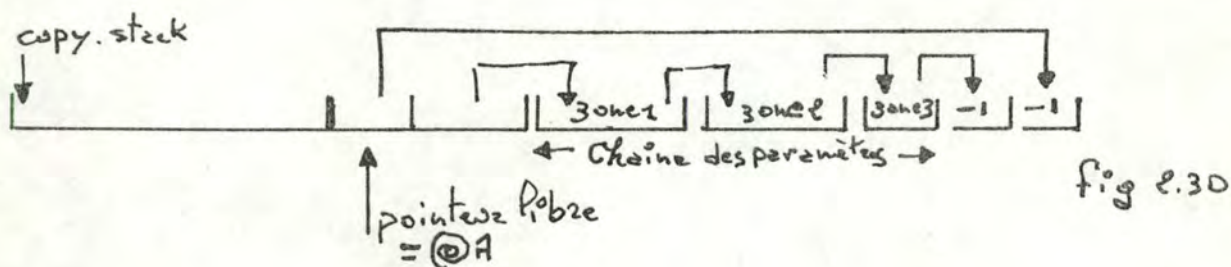 copy.stack
zone1 zone2 zone3 -1 -1
Chaine des paramètres
fig 2.30
pointeur libre
= @A